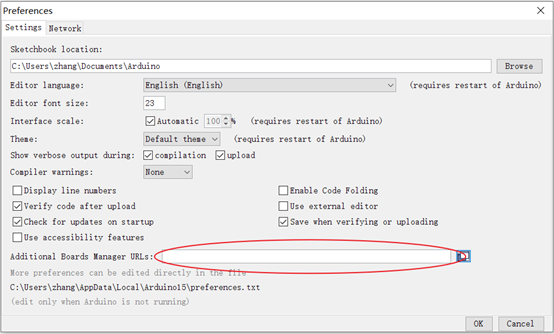 Preferences
Settings Network
Sketchbook location:
C:\Users\zhang\Documents\Arduino Browse
Editor language: English (English) (requires restart of Arduino)
Editor font size: 23
Interface scale: Automatic 100 % (requires restart of Arduino)
Theme: Default theme (requires restart of Arduino)
Show verbose output during: compilation upload
Compiler warnings: None
Display line numbers Enable Code Folding
Verify code after upload Use external editor
Check for updates on startup Save when verifying or uploading
Use accessibility features
Additional Boards Manager URLs:
More preferences can be edited directly in the file
C:\Users\zhang\AppData\Local\Arduino15\preferences.txt
(edit only when Arduino is not running)
OK Cancel